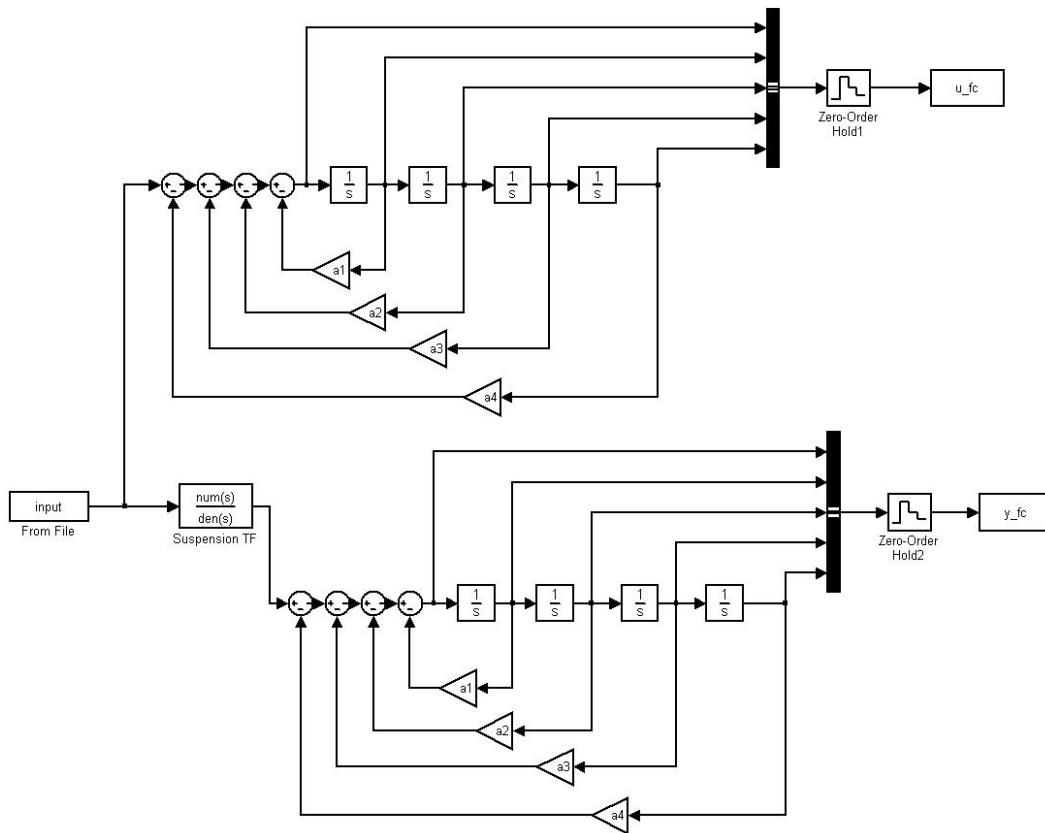 u_fc
Zero-Order
Hold1
+
-
+
-
+
-
+
-
1
s
1
s
1
s
1
s
a1
a2
a3
a4
input
From File
num(s)
den(s)
Suspension TF
y_fc
Zero-Order
Hold2
+
-
+
-
+
-
+
-
1
s
1
s
1
s
1
s
a1
a2
a3
a4